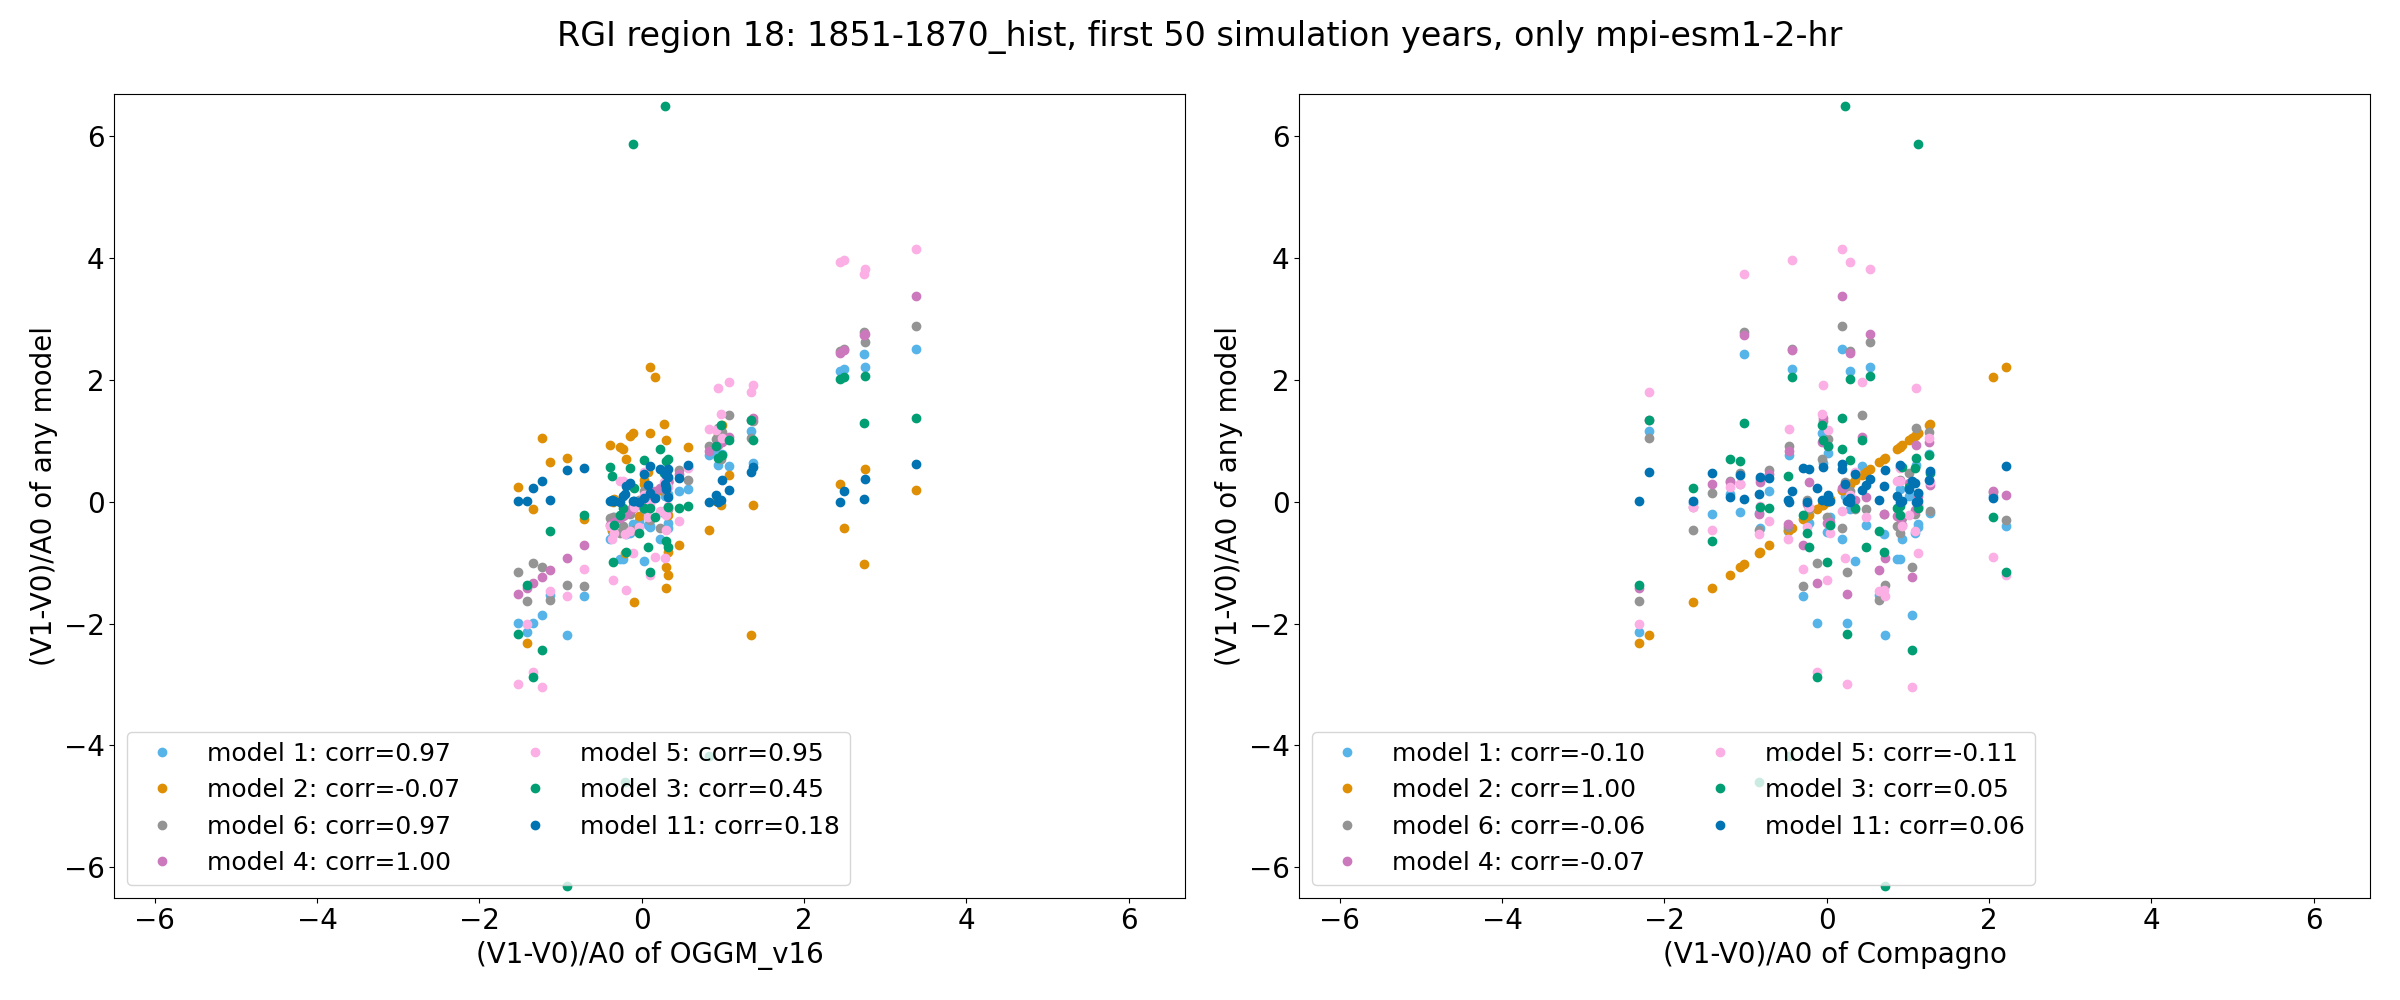 RGI region 18: 1851-1870_hist, first 50 simulation years, only mpi-esm1-2-hr
6
4
2
0
−2
−4
−6
(V1-V0)/A0 of any model
model 1: corr=0.97
model 2: corr=-0.07
model 6: corr=0.97
model 4: corr=1.00
model 5: corr=0.95
model 3: corr=0.45
model 11: corr=0.18
−6 −4 −2 0 2 4 6
(V1-V0)/A0 of OGGM_v16
6
4
2
0
−2
−4
−6
(V1-V0)/A0 of any model
model 1: corr=-0.10
model 2: corr=1.00
model 6: corr=-0.06
model 4: corr=-0.07
model 5: corr=-0.11
model 3: corr=0.05
model 11: corr=0.06
−6 −4 −2 0 2 4 6
(V1-V0)/A0 of Compagno